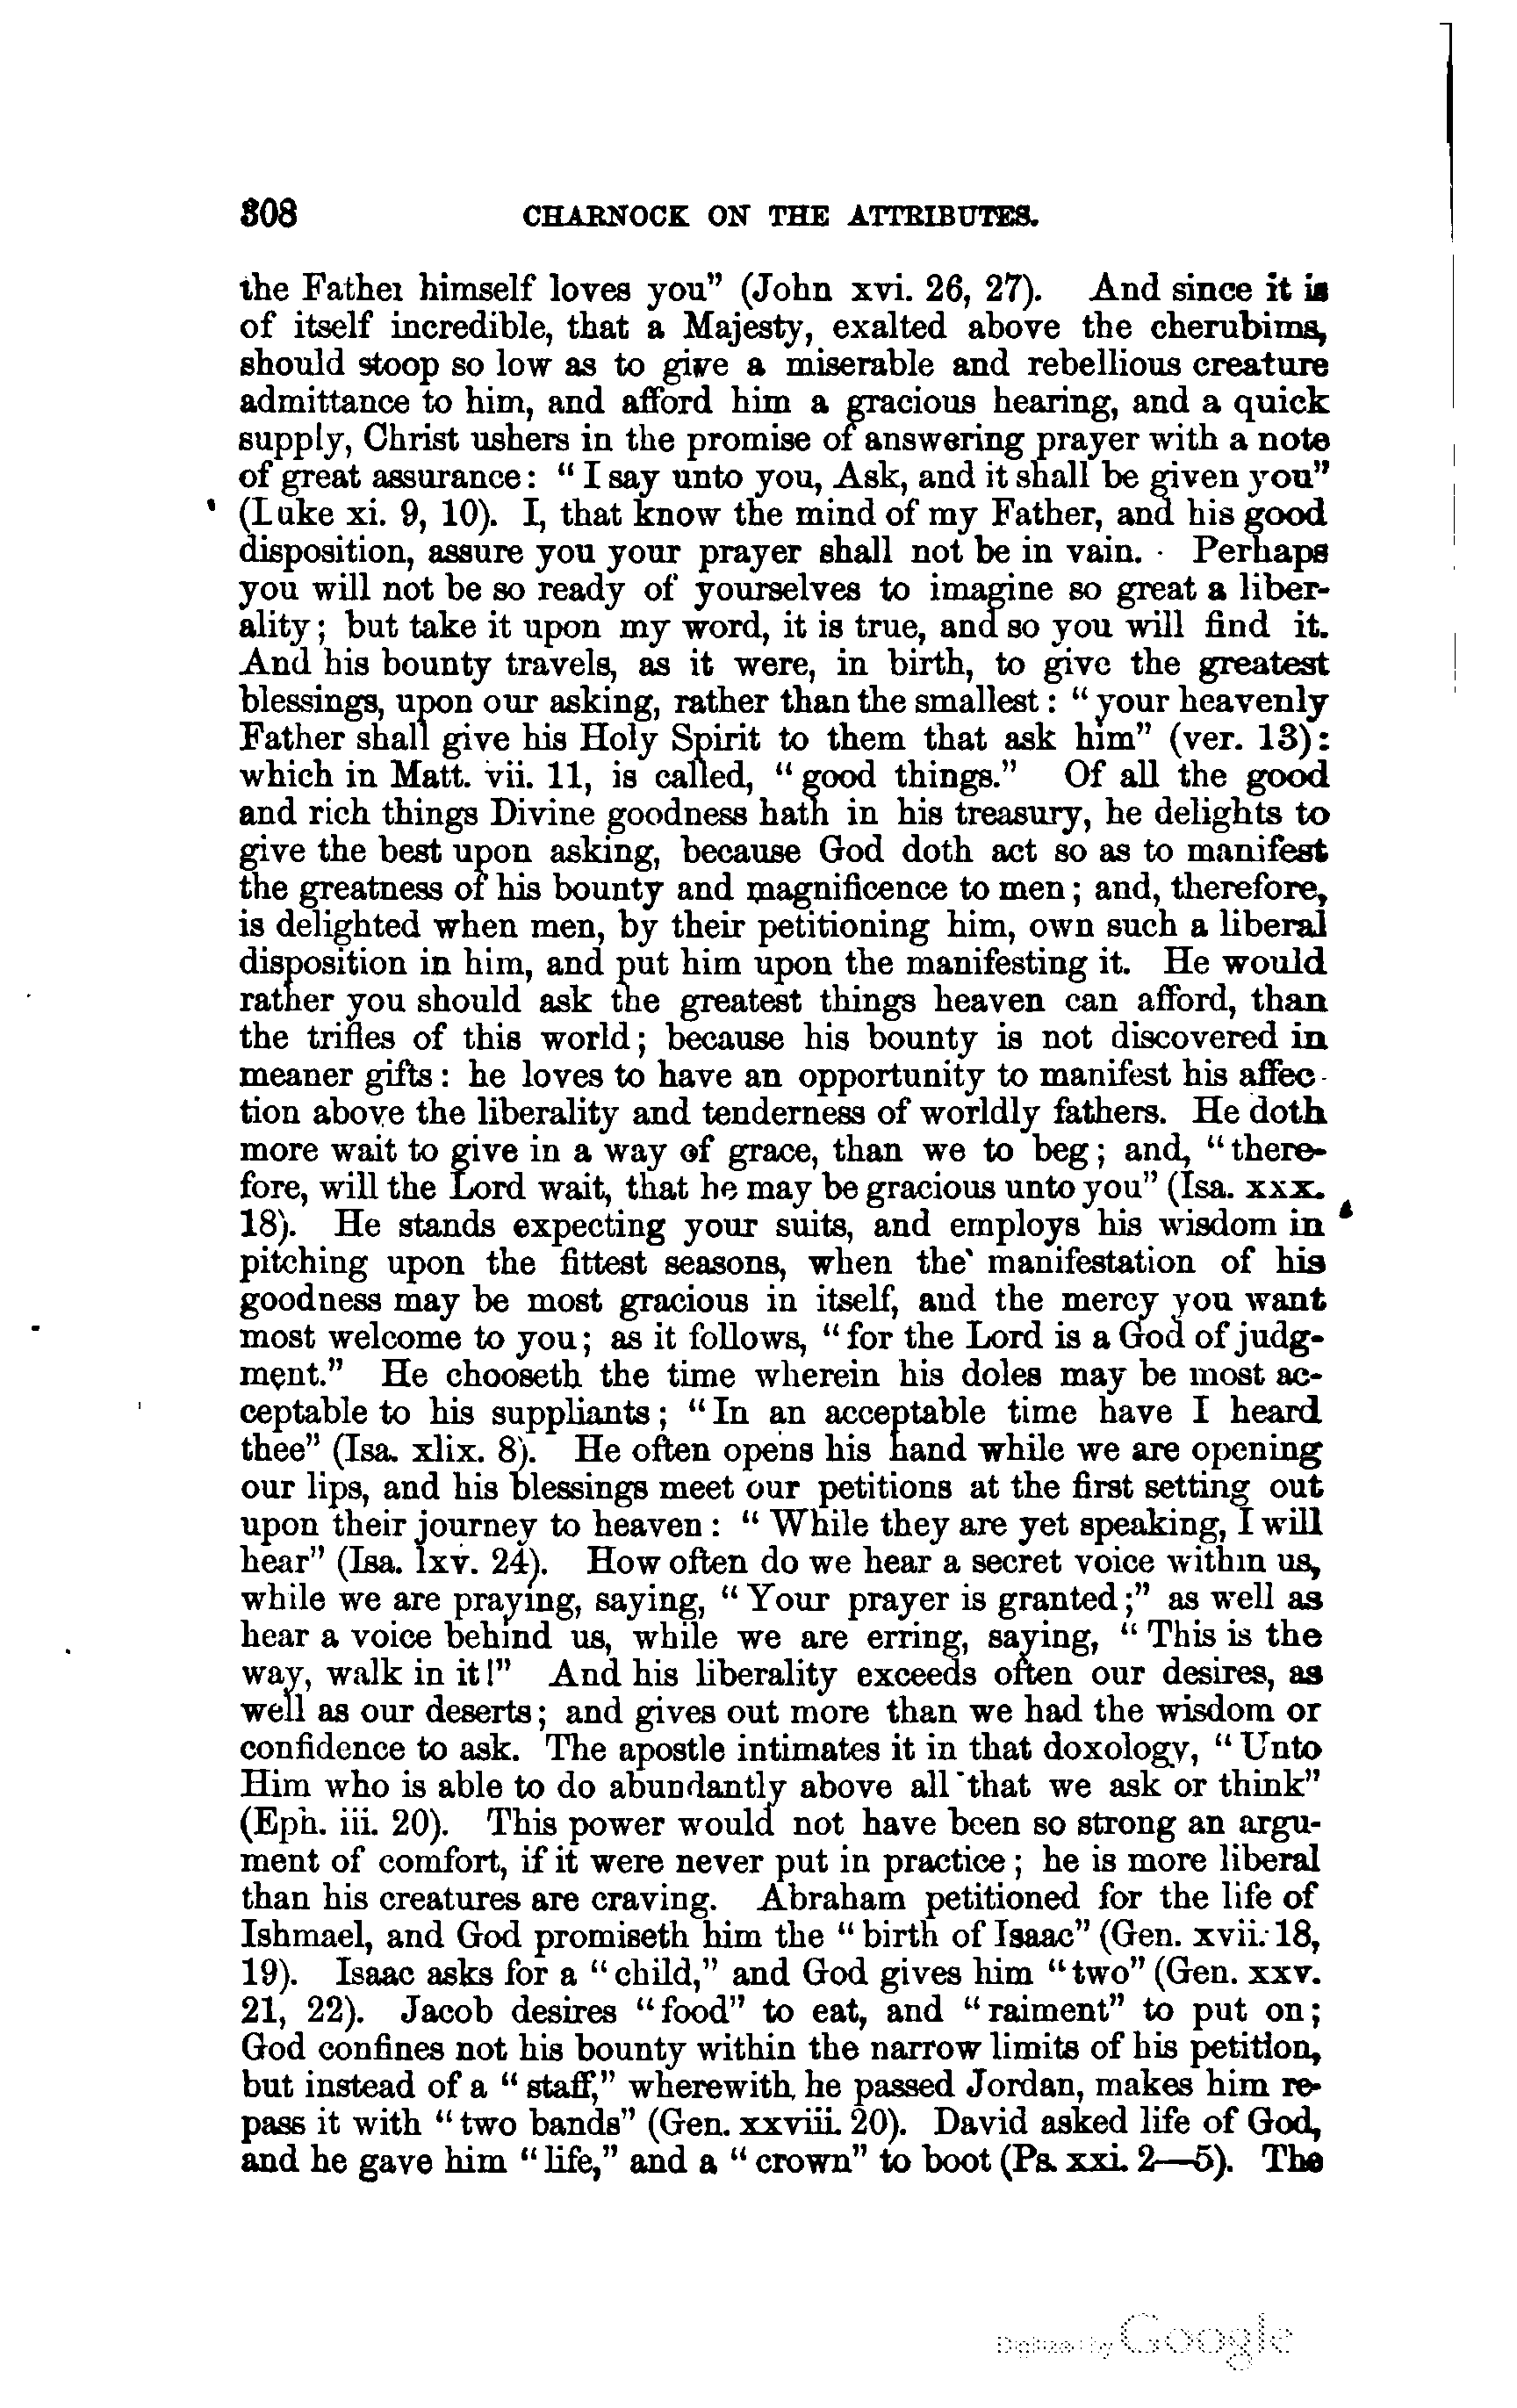 308 CHARNOCK ON THE ATTRIBUTES.
the Father himself loves you” (John xvi. 26, 27). And since it is
of itself incredible, that a Majesty, exalted above the cherubims,
should stoop so low as to give a miserable and rebellious creature
admittance to him, and afford him a gracious hearing, and a quick
supply, Christ ushers in the promise of answering prayer with a note
of great assurance: “I say unto you, Ask, and it shall be given you”
(Luke xi. 9, 10). I, that know the mind of my Father, and his good
disposition, assure you your prayer shall not be in vain. Perhaps
you will not be so ready of yourselves to imagine so great a liber-
ality; but take it upon my word, it is true, and so you will find it.
And his bounty travels, as it were, in birth, to give the greatest
blessings, upon our asking, rather than the smallest: “your heavenly
Father shall give his Holy Spirit to them that ask him” (ver. 13):
which in Matt. vii. 11, is called, “good things.” Of all the good
and rich things Divine goodness hath in his treasury, he delights to
give the best upon asking, because God doth act so as to manifest
the greatness of his bounty and magnificence to men; and, therefore,
is delighted when men, by their petitioning him, own such a liberal
disposition in him, and put him upon the manifesting it. He would
rather you should ask the greatest things heaven can afford, than
the trifles of this world; because his bounty is not discovered in
meaner gifts: he loves to have an opportunity to manifest his affec-
tion above the liberality and tenderness of worldly fathers. He doth
more wait to give in a way of grace, than we to beg; and, “there-
fore, will the Lord wait, that he may be gracious unto you” (Isa. xxx.
18). He stands expecting your suits, and employs his wisdom in
pitching upon the fittest seasons, when the manifestation of his
goodness may be most gracious in itself, and the mercy you want
most welcome to you; as it follows, “for the Lord is a God of judg-
ment.” He chooseth the time wherein his doles may be most ac-
ceptable to his suppliants; “In an acceptable time have I heard
thee” (Isa. xlix. 8). He often opens his hand while we are opening
our lips, and his blessings meet our petitions at the first setting out
upon their journey to heaven: “While they are yet speaking, I will
hear” (Isa. lxv. 24). How often do we hear a secret voice within us,
while we are praying, saying, “Your prayer is granted;” as well as
hear a voice behind us, while we are erring, saying, “This is the
way, walk in it!” And his liberality exceeds often our desires, as
well as our deserts; and gives out more than we had the wisdom or
confidence to ask. The apostle intimates it in that doxology, “Unto
Him who is able to do abundantly above all that we ask or think”
(Eph. iii. 20). This power would not have been so strong an argu-
ment of comfort, if it were never put in practice; he is more liberal
than his creatures are craving. Abraham petitioned for the life of
Ishmael, and God promiseth him the “birth of Isaac” (Gen. xvii. 18,
19). Isaac asks for a “child,” and God gives him “two” (Gen. xxv.
21, 22). Jacob desires “food” to eat, and “raiment” to put on;
God confines not his bounty within the narrow limits of his petition,
but instead of a “staff,” wherewith he passed Jordan, makes him re-
pass it with “two bands” (Gen. xxviii. 20). David asked life of God,
and he gave him “life,” and a “crown” to boot (Ps. xxi. 2—5). The
Digitized by Google